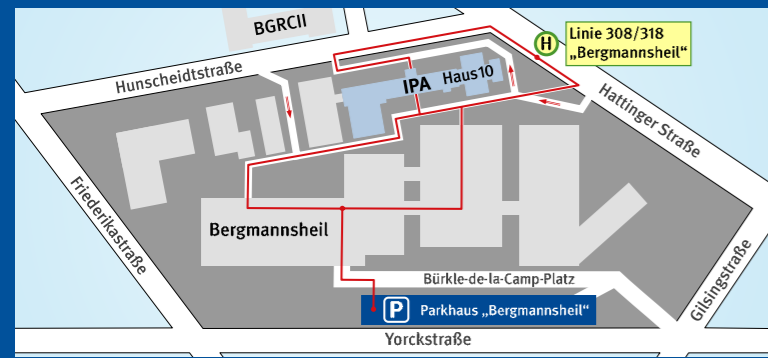 BGRCII
H
Linie 308/318
„Bergmannsheil“
Hunscheidtstraße
IPA
Haus10
Hattinger Straße
Friederikastraße
Bergmannsheil
Bürkle-de-la-Camp-Platz
Gilsingstraße
P
Parkhaus „Bergmannsheil“
Yorckstraße